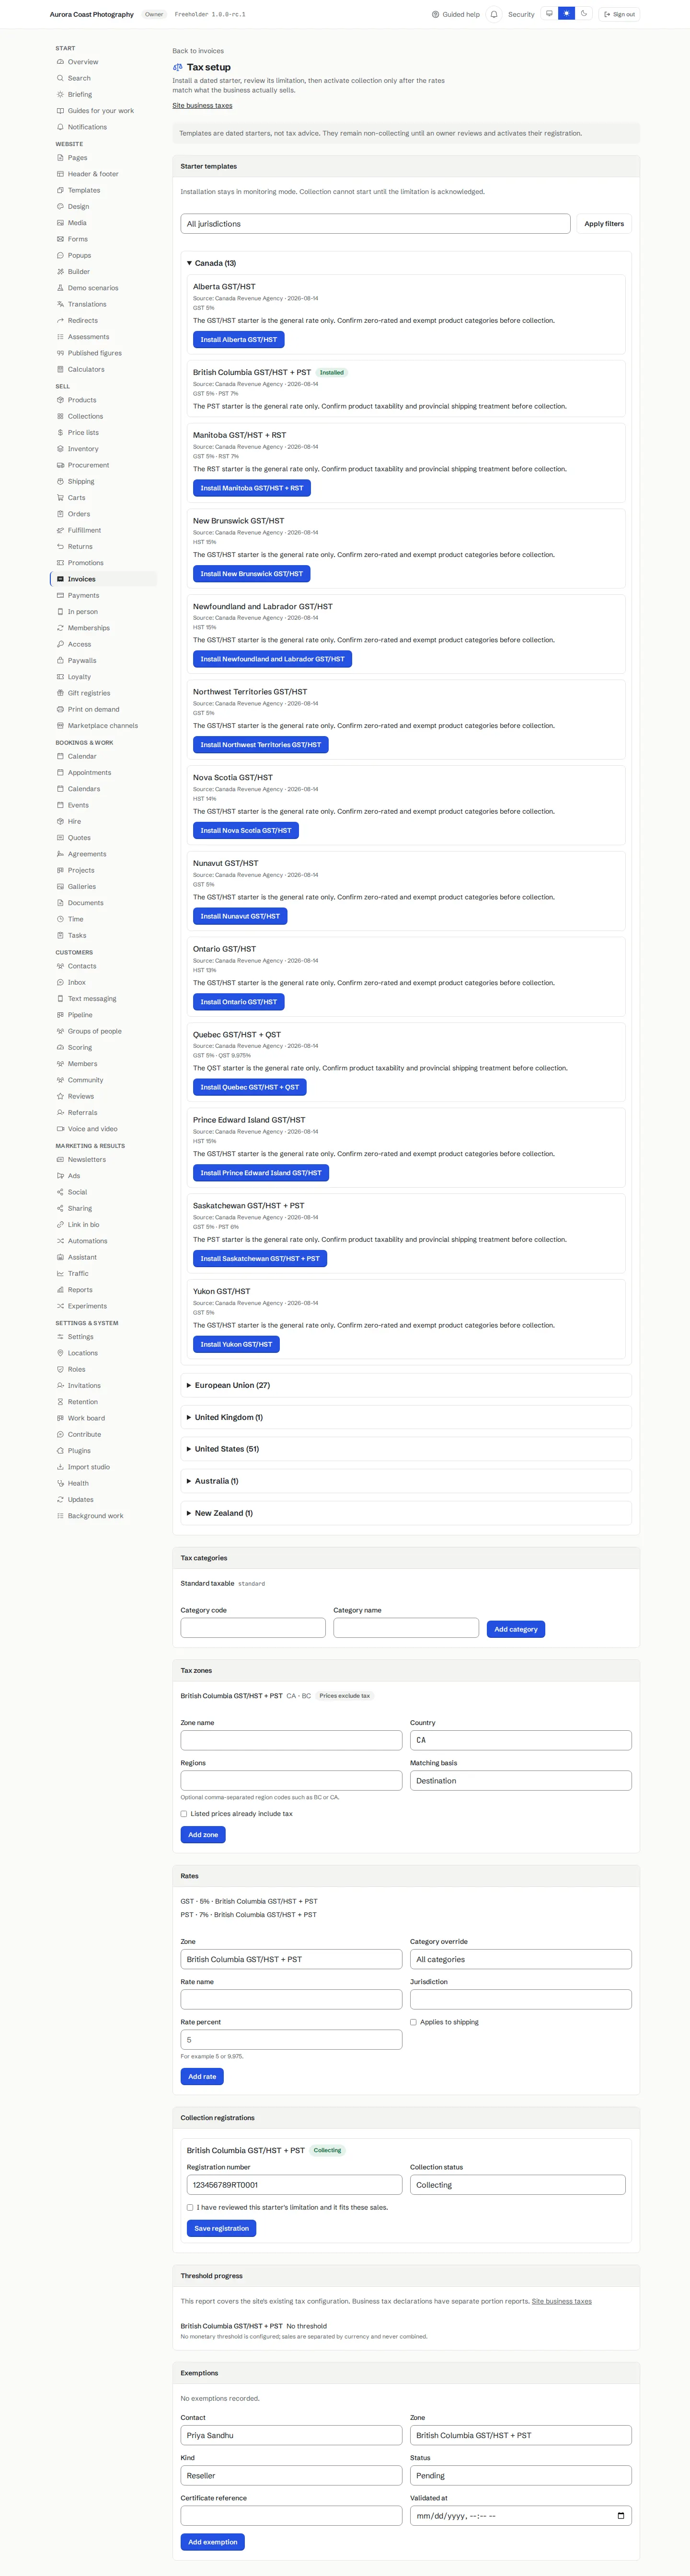 Aurora Coast Photography Owner Freeholder 1.0.0-rc.1 Guided help Security Sign out
START
Overview
Search
Briefing
Guides for your work
Notifications
WEBSITE
Pages
Header & footer
Templates
Design
Media
Forms
Popups
Builder
Demo scenarios
Translations
Redirects
Assessments
Published figures
Calculators
SELL
Products
Collections
Price lists
Inventory
Procurement
Shipping
Carts
Orders
Fulfillment
Returns
Promotions
Invoices
Payments
In person
Memberships
Access
Paywalls
Loyalty
Gift registries
Print on demand
Marketplace channels
BOOKINGS & WORK
Calendar
Appointments
Calendars
Events
Hire
Quotes
Agreements
Projects
Galleries
Documents
Time
Tasks
CUSTOMERS
Contacts
Inbox
Text messaging
Pipeline
Groups of people
Scoring
Members
Community
Reviews
Referrals
Voice and video
MARKETING & RESULTS
Newsletters
Ads
Social
Sharing
Link in bio
Automations
Assistant
Traffic
Reports
Experiments
SETTINGS & SYSTEM
Settings
Locations
Roles
Invitations
Retention
Work board
Contribute
Plugins
Import studio
Health
Updates
Background work
Back to invoices
Tax setup
Install a dated starter, review its limitation, then activate collection only after the rates
match what the business actually sells.
Site business taxes
Templates are dated starters, not tax advice. They remain non-collecting until an owner reviews and activates their registration.
Starter templates
Installation stays in monitoring mode. Collection cannot start until the limitation is acknowledged.
All jurisdictions Apply filters
Canada (13)
Alberta GST/HST
Source: Canada Revenue Agency · 2026-08-14
GST 5%
The GST/HST starter is the general rate only. Confirm zero-rated and exempt product categories before collection.
Install Alberta GST/HST
British Columbia GST/HST + PST Installed
Source: Canada Revenue Agency · 2026-08-14
GST 5% · PST 7%
The PST starter is the general rate only. Confirm product taxability and provincial shipping treatment before collection.
Manitoba GST/HST + RST
Source: Canada Revenue Agency · 2026-08-14
GST 5% · RST 7%
The RST starter is the general rate only. Confirm product taxability and provincial shipping treatment before collection.
Install Manitoba GST/HST + RST
New Brunswick GST/HST
Source: Canada Revenue Agency · 2026-08-14
HST 15%
The GST/HST starter is the general rate only. Confirm zero-rated and exempt product categories before collection.
Install New Brunswick GST/HST
Newfoundland and Labrador GST/HST
Source: Canada Revenue Agency · 2026-08-14
HST 15%
The GST/HST starter is the general rate only. Confirm zero-rated and exempt product categories before collection.
Install Newfoundland and Labrador GST/HST
Northwest Territories GST/HST
Source: Canada Revenue Agency · 2026-08-14
GST 5%
The GST/HST starter is the general rate only. Confirm zero-rated and exempt product categories before collection.
Install Northwest Territories GST/HST
Nova Scotia GST/HST
Source: Canada Revenue Agency · 2026-08-14
HST 14%
The GST/HST starter is the general rate only. Confirm zero-rated and exempt product categories before collection.
Install Nova Scotia GST/HST
Nunavut GST/HST
Source: Canada Revenue Agency · 2026-08-14
GST 5%
The GST/HST starter is the general rate only. Confirm zero-rated and exempt product categories before collection.
Install Nunavut GST/HST
Ontario GST/HST
Source: Canada Revenue Agency · 2026-08-14
HST 13%
The GST/HST starter is the general rate only. Confirm zero-rated and exempt product categories before collection.
Install Ontario GST/HST
Quebec GST/HST + QST
Source: Canada Revenue Agency · 2026-08-14
GST 5% · QST 9.975%
The QST starter is the general rate only. Confirm product taxability and provincial shipping treatment before collection.
Install Quebec GST/HST + QST
Prince Edward Island GST/HST
Source: Canada Revenue Agency · 2026-08-14
HST 15%
The GST/HST starter is the general rate only. Confirm zero-rated and exempt product categories before collection.
Install Prince Edward Island GST/HST
Saskatchewan GST/HST + PST
Source: Canada Revenue Agency · 2026-08-14
GST 5% · PST 6%
The PST starter is the general rate only. Confirm product taxability and provincial shipping treatment before collection.
Install Saskatchewan GST/HST + PST
Yukon GST/HST
Source: Canada Revenue Agency · 2026-08-14
GST 5%
The GST/HST starter is the general rate only. Confirm zero-rated and exempt product categories before collection.
Install Yukon GST/HST
European Union (27)
United Kingdom (1)
United States (51)
Australia (1)
New Zealand (1)
Tax categories
Standard taxable standard
Category code Category name
Add category
Tax zones
British Columbia GST/HST + PST CA · BC Prices exclude tax
Zone name Country
CA
Regions Matching basis
Destination
Optional comma-separated region codes such as BC or CA.
Listed prices already include tax
Add zone
Rates
GST · 5% · British Columbia GST/HST + PST
PST · 7% · British Columbia GST/HST + PST
Zone Category override
British Columbia GST/HST + PST All categories
Rate name Jurisdiction
Rate percent Applies to shipping
5
For example 5 or 9.975.
Add rate
Collection registrations
British Columbia GST/HST + PST Collecting
Registration number Collection status
123456789RT0001 Collecting
I have reviewed this starter's limitation and it fits these sales.
Save registration
Threshold progress
This report covers the site's existing tax configuration. Business tax declarations have separate portion reports. Site business taxes
British Columbia GST/HST + PST No threshold
No monetary threshold is configured; sales are separated by currency and never combined.
Exemptions
No exemptions recorded.
Contact Zone
Priya Sandhu British Columbia GST/HST + PST
Kind Status
Reseller Pending
Certificate reference Validated at
mm/dd/yyyy, --:-- --
Add exemption